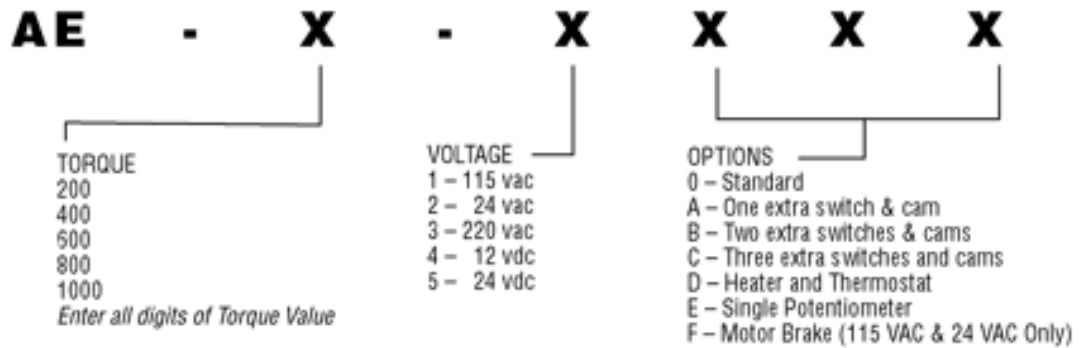 AE - X - X X X X
TORQUE
200
400
600
800
1000
Enter all digits of Torque Value
VOLTAGE
1 – 115 vac
2 – 24 vac
3 – 220 vac
4 – 12 vdc
5 – 24 vdc
OPTIONS
0 – Standard
A – One extra switch & cam
B – Two extra switches & cams
C – Three extra switches and cams
D – Heater and Thermostat
E – Single Potentiometer
F – Motor Brake (115 VAC & 24 VAC Only)